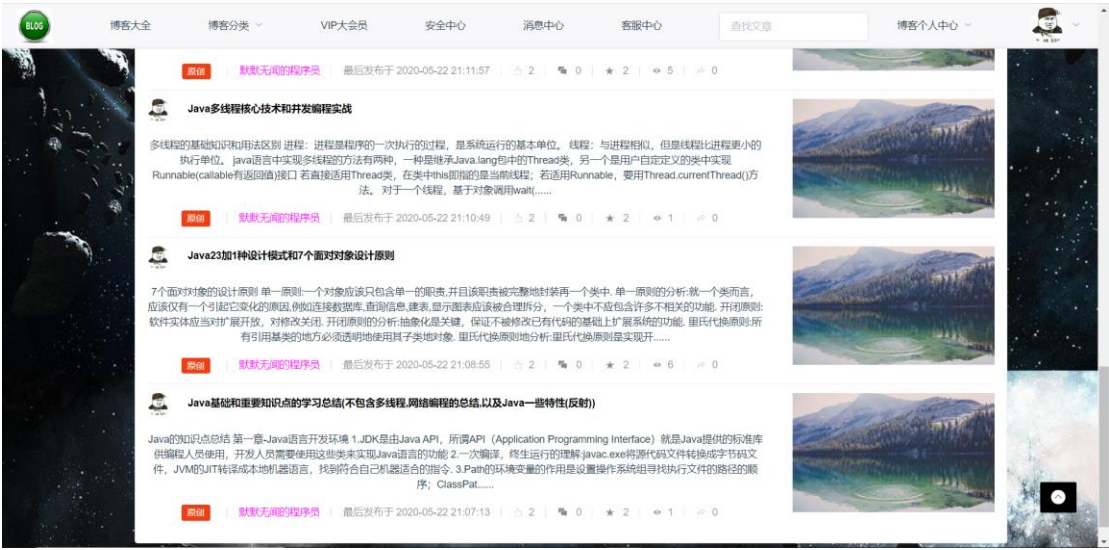 BLOG 博客大全 博客分类 VIP大会员 安全中心 消息中心 客服中心 查找文章 博客个人中心
原创 默默无闻的程序员 最后发布于 2020-05-22 21:11:57 2 0 2 5 0
Java多线程核心技术和并发编程实战
多线程的基础知识和用法区别 进程：进程是程序的一次执行的过程，是系统运行的基本单位。 线程：与进程相似，但是线程比进程更小的
执行单位。 java语言中实现多线程的方法有两种，一种是继承Java.lang包中的Thread类，另一个是用户自定定义的类中实现
Runnable(callable有返回值)接口 若直接适用Thread类，在类中this即指的是当前线程；若适用Runnable，要用Thread.currentThread()方
法。 对于一个线程，基于对象调用wait(......
原创 默默无闻的程序员 最后发布于 2020-05-22 21:10:49 2 0 2 1 0
Java23加1种设计模式和7个面对对象设计原则
7个面对对象的设计原则 单一原则:一个对象应该只包含单一的职责,并且该职责被完整地封装再一个类中. 单一原则的分析:就一个类而言，
应该仅有一个引起它变化的原因,例如连接数据库,查询信息,建表,显示图表应该被合理拆分，一个类中不应包含许多不相关的功能. 开闭原则:
软件实体应当对扩展开放，对修改关闭. 开闭原则的分析:抽象化是关键，保证不被修改已有代码的基础上扩展系统的功能. 里氏代换原则:所
有引用基类的地方必须透明地使用其子类地对象. 里氏代换原则地分析:里氏代换原则是实现开......
原创 默默无闻的程序员 最后发布于 2020-05-22 21:08:55 2 0 2 6 0
Java基础和重要知识点的学习总结(不包含多线程,网络编程的总结,以及Java一些特性(反射))
Java的知识点总结 第一章-Java语言开发环境 1.JDK是由Java API，所谓API（Application Programming Interface）就是Java提供的标准库
供编程人员使用，开发人员需要使用这些类来实现Java语言的功能 2.一次编译，终生运行的理解:javac.exe将源代码文件转换成字节码文
件，JVM的JIT转译成本地机器语言，找到符合自己机器适合的指令. 3.Path的环境变量的作用是设置操作系统组寻找执行文件的路径的顺
序；ClassPat......
原创 默默无闻的程序员 最后发布于 2020-05-22 21:07:13 2 0 2 1 0